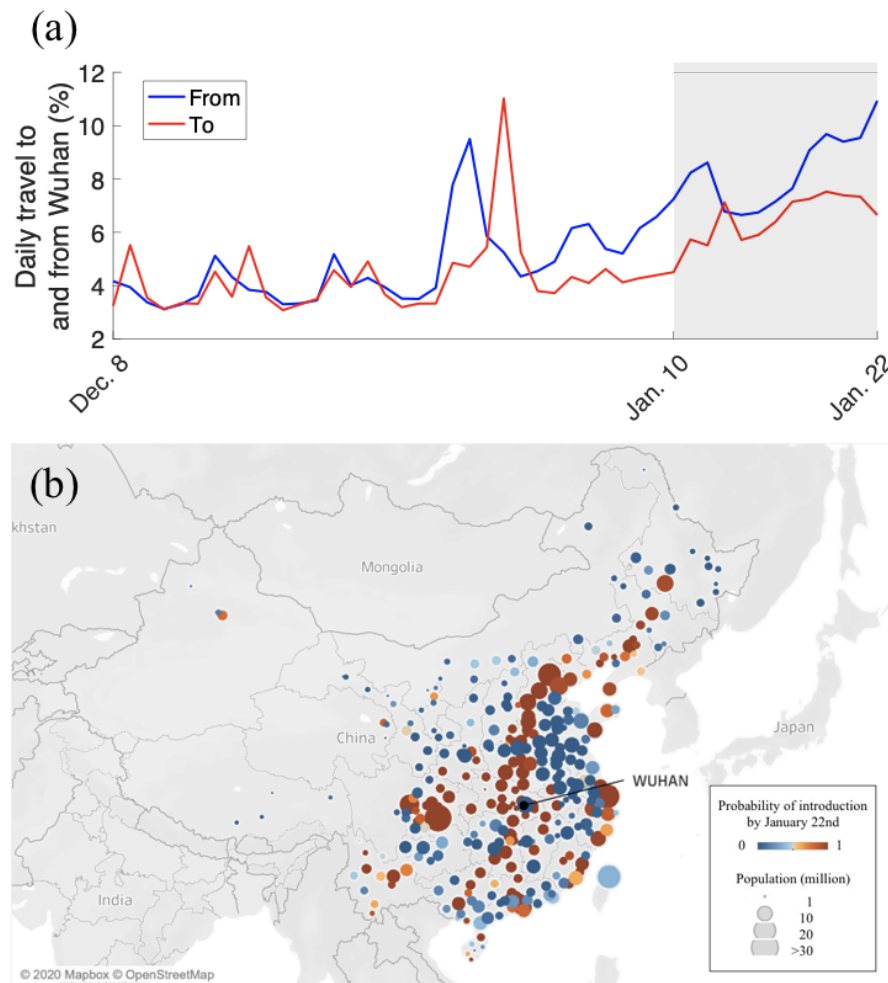 (a)
12
10
8
6
4
2
Daily travel to
and from Wuhan (%)
From
To
Dec. 8
Jan. 10
Jan. 22
(b)
khstan
Mongolia
China
Japan
India
WUHAN
Probability of introduction
by January 22nd
0 1
Population (million)
1
10
20
>30
© 2020 Mapbox © OpenStreetMap